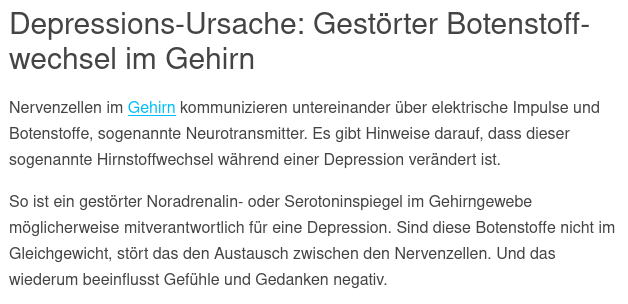 Depressions-Ursache: Gestörter Botenstoff-
wechsel im Gehirn
Nervenzellen im Gehirn kommunizieren untereinander über elektrische Impulse und
Botenstoffe, sogenannte Neurotransmitter. Es gibt Hinweise darauf, dass dieser
sogenannte Hirnstoffwechsel während einer Depression verändert ist.
So ist ein gestörter Noradrenalin- oder Serotoninspiegel im Gehirngewebe
möglicherweise mitverantwortlich für eine Depression. Sind diese Botenstoffe nicht im
Gleichgewicht, stört das den Austausch zwischen den Nervenzellen. Und das
wiederum beeinflusst Gefühle und Gedanken negativ.